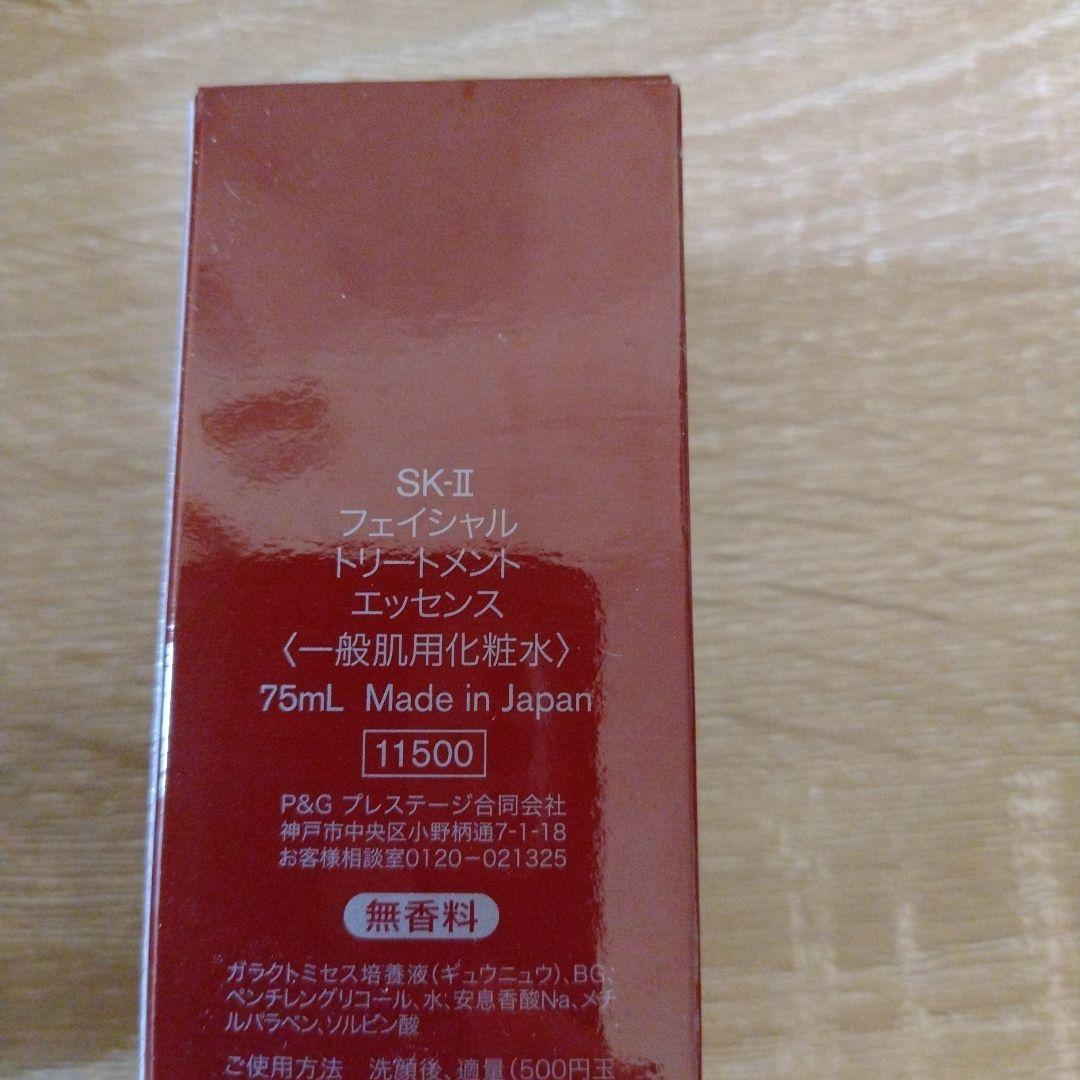 SK-Ⅱ
フェイシャル
トリートメント
エッセンス
〈一般肌用化粧水〉
75mL Made in Japan
11500
P&G プレステージ合同会社
神戸市中央区小野柄通7-1-18
お客様相談室0120-021325
無香料
ガラクトミセス培養液(ギュウニュウ)、BG、
ペンチレングリコール、水、安息香酸Na、メチ
ルパラベン、ソルビン酸
ご使用方法 洗顔後、適量(500円玉